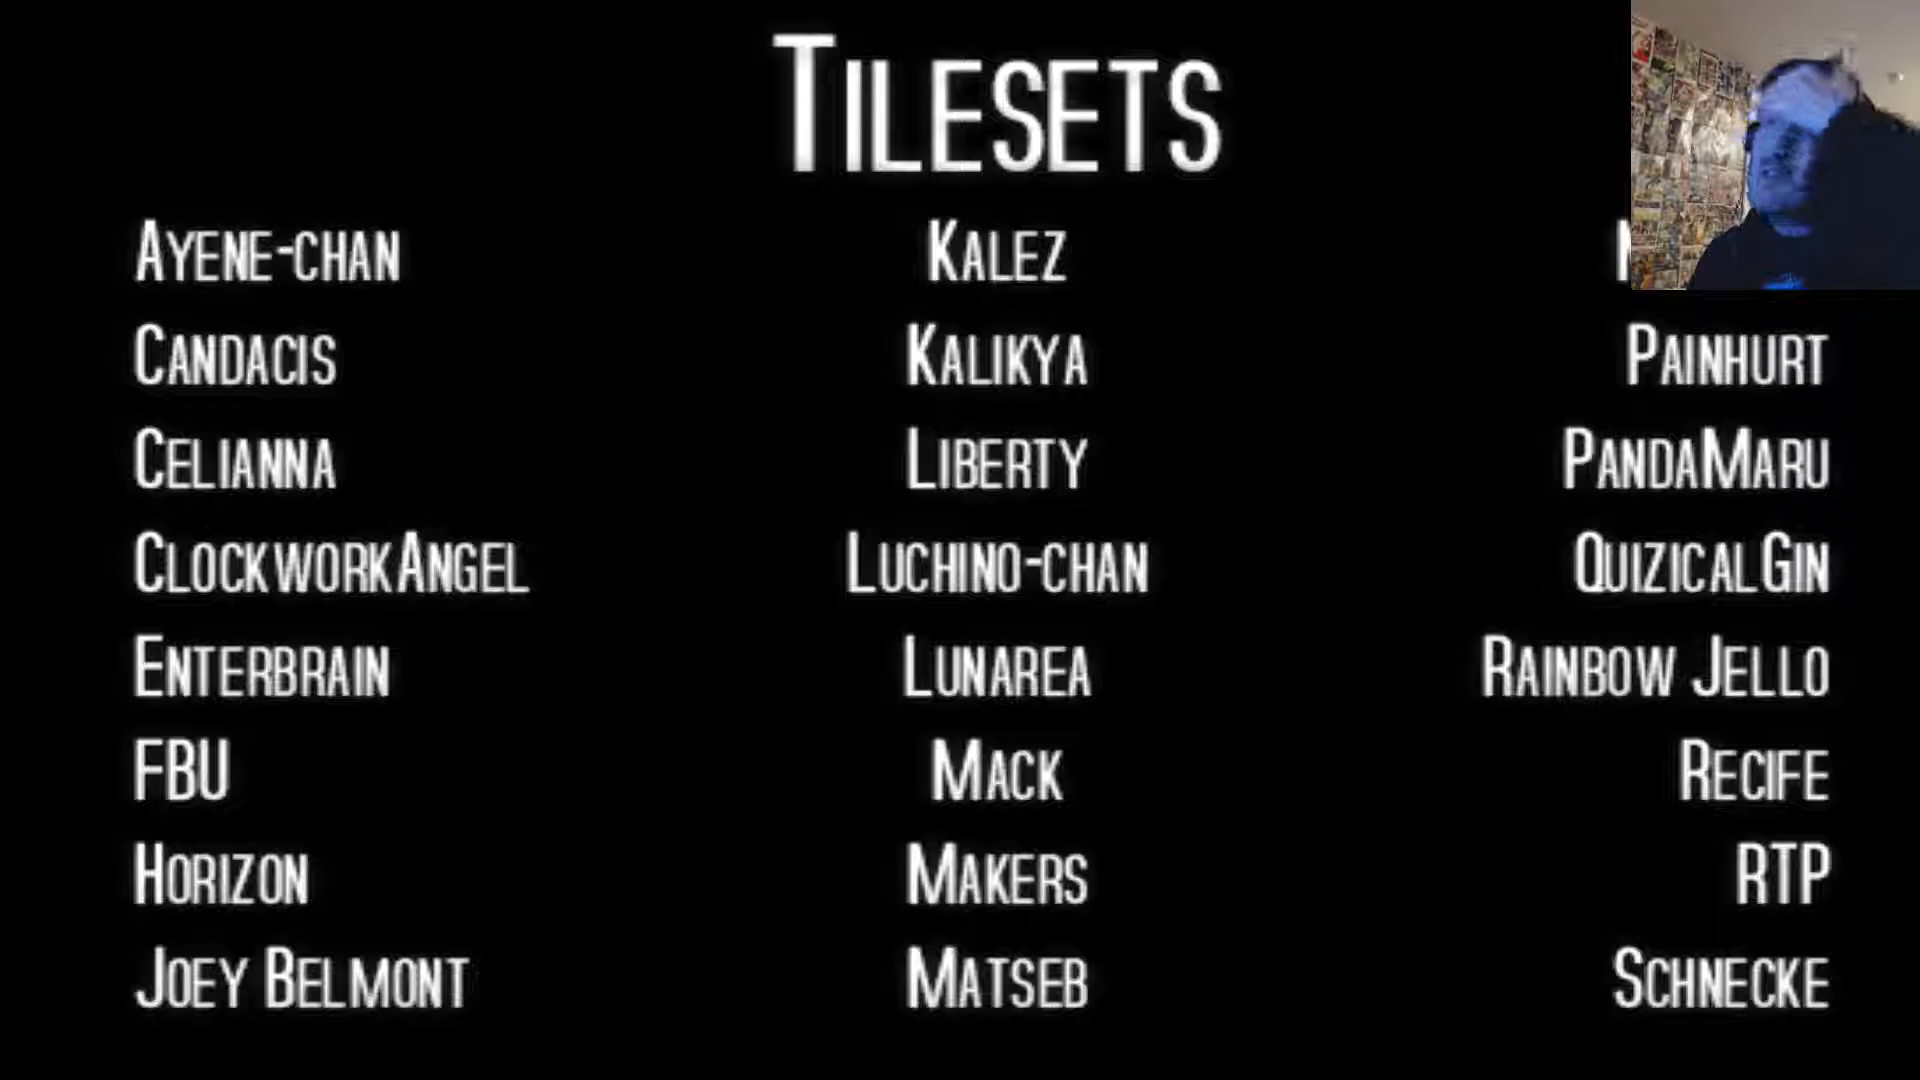 Tilesets
Ayene-chan
Candacis
Celianna
ClockworkAngel
Enterbrain
FBU
Horizon
Joey Belmont
Kalez
Kalikya
Liberty
Luchino-chan
Lunarea
Mack
Makers
Matseb
Painhurt
PandaMaru
QuizicalGin
Rainbow Jello
Recife
RTP
Schnecke